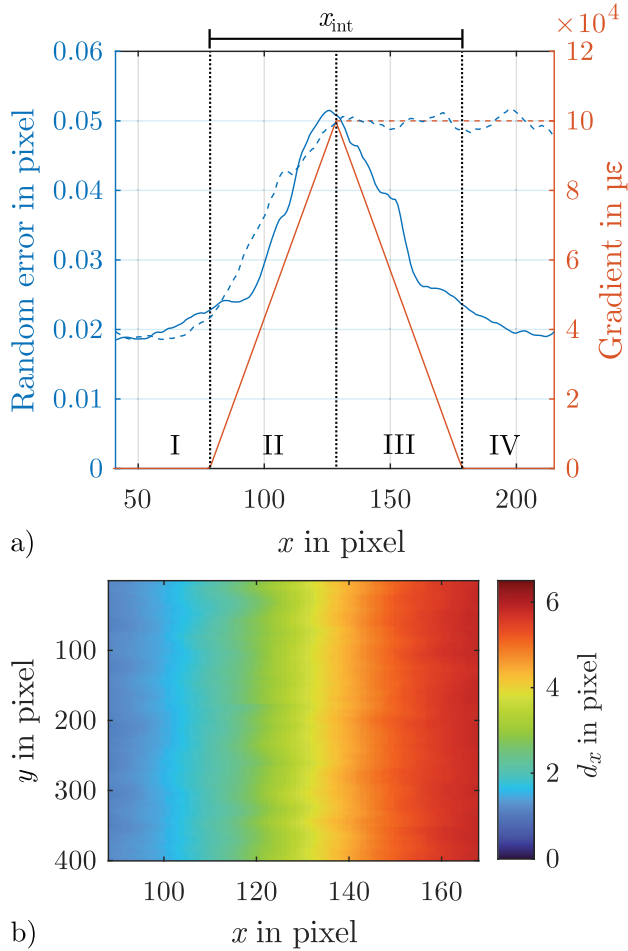 x_int
×10⁴
0.06
0.05
0.04
0.03
0.02
0.01
0
Random error in pixel
12
10
8
6
4
2
0
Gradient in με
I II III IV
50 100 150 200
x in pixel
a)
100
200
300
400
y in pixel
6
4
2
0
d_x in pixel
100 120 140 160
x in pixel
b)